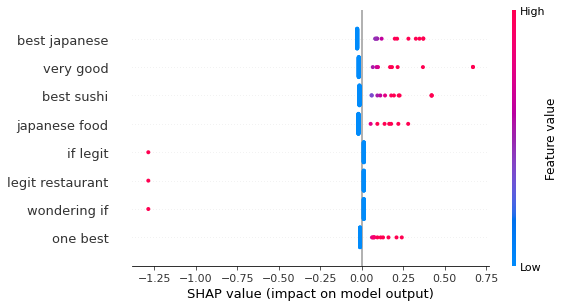 High
best japanese
very good
best sushi
japanese food
if legit
legit restaurant
wondering if
one best
Feature value
Low
−1.25 −1.00 −0.75 −0.50 −0.25 0.00 0.25 0.50 0.75
SHAP value (impact on model output)